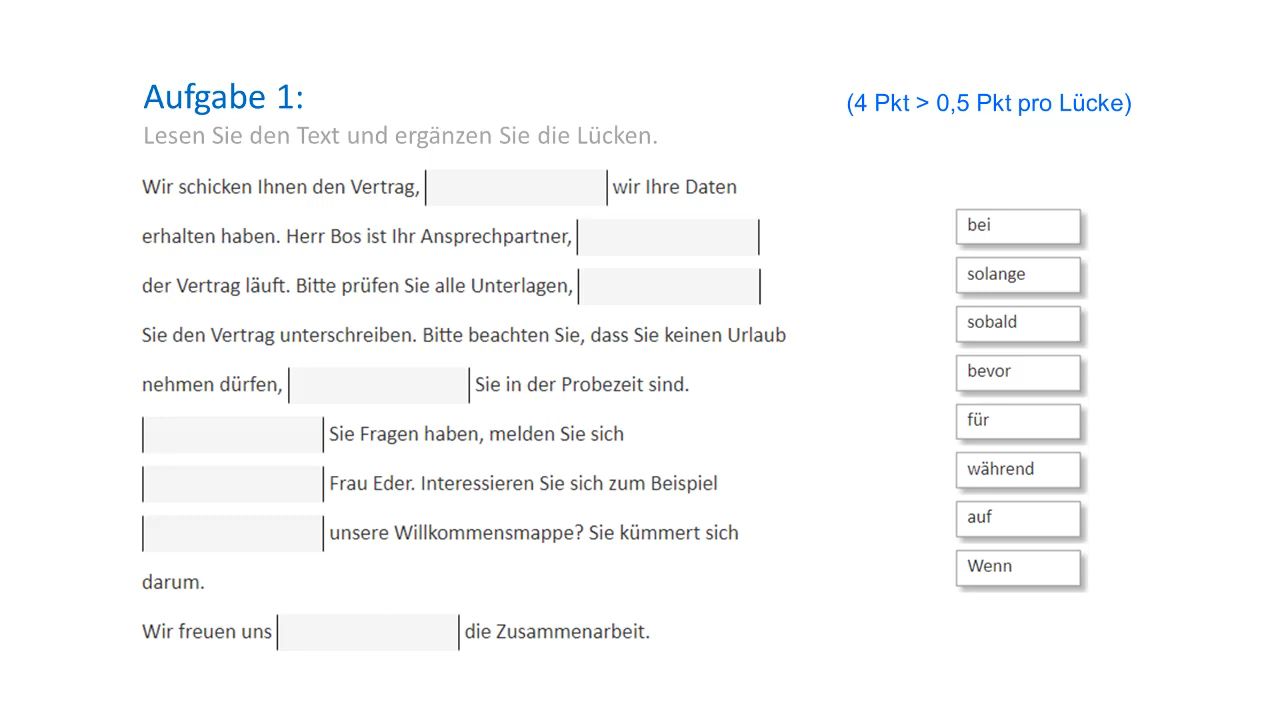 Aufgabe 1:
(4 Pkt > 0,5 Pkt pro Lücke)
Lesen Sie den Text und ergänzen Sie die Lücken.
Wir schicken Ihnen den Vertrag, wir Ihre Daten
erhalten haben. Herr Bos ist Ihr Ansprechpartner,
der Vertrag läuft. Bitte prüfen Sie alle Unterlagen,
Sie den Vertrag unterschreiben. Bitte beachten Sie, dass Sie keinen Urlaub
nehmen dürfen, Sie in der Probezeit sind.
Sie Fragen haben, melden Sie sich
Frau Eder. Interessieren Sie sich zum Beispiel
unsere Willkommensmappe? Sie kümmert sich
darum.
Wir freuen uns die Zusammenarbeit.
bei
solange
sobald
bevor
für
während
auf
Wenn